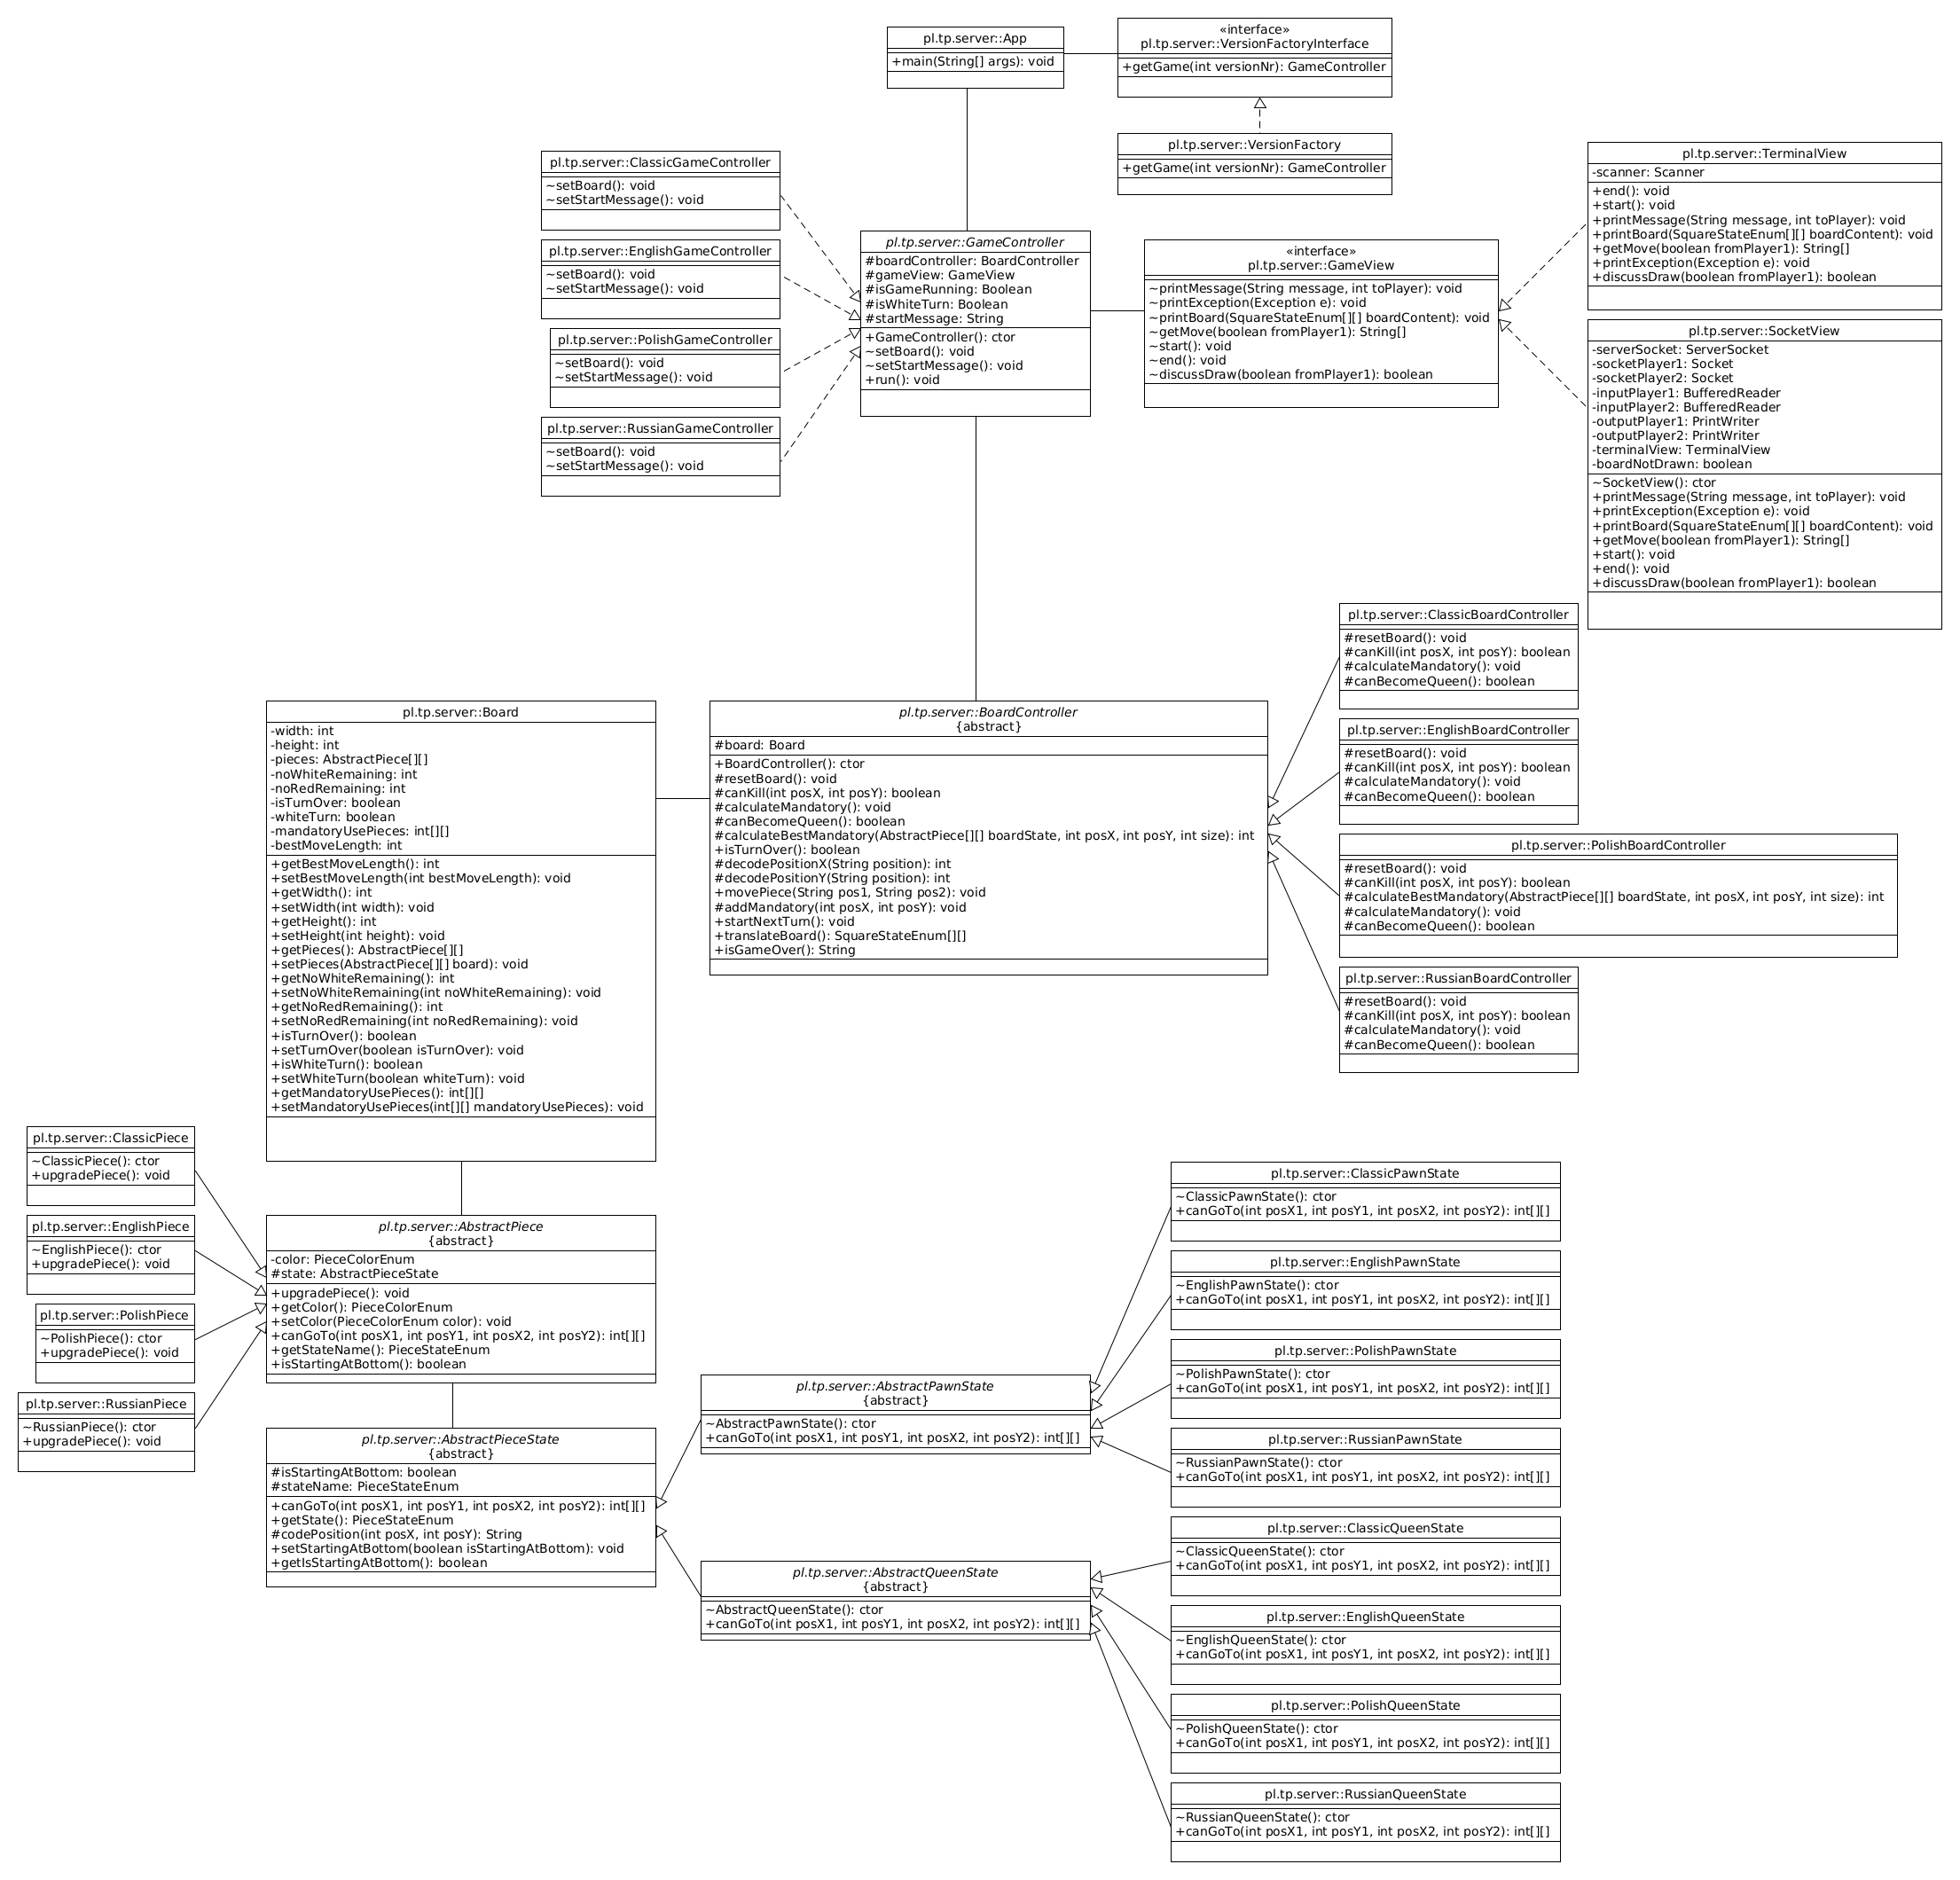 pl.tp.server::App
+main(String[] args): void
«interface»
pl.tp.server::VersionFactoryInterface
+getGame(int versionNr): GameController
pl.tp.server::VersionFactory
+getGame(int versionNr): GameController
pl.tp.server::ClassicGameController
~setBoard(): void
~setStartMessage(): void
pl.tp.server::EnglishGameController
~setBoard(): void
~setStartMessage(): void
pl.tp.server::PolishGameController
~setBoard(): void
~setStartMessage(): void
pl.tp.server::RussianGameController
~setBoard(): void
~setStartMessage(): void
pl.tp.server::GameController
#boardController: BoardController
#gameView: GameView
#isGameRunning: Boolean
#isWhiteTurn: Boolean
#startMessage: String
+GameController(): ctor
~setBoard(): void
~setStartMessage(): void
+run(): void
«interface»
pl.tp.server::GameView
~printMessage(String message, int toPlayer): void
~printException(Exception e): void
~printBoard(SquareStateEnum[][] boardContent): void
~getMove(boolean fromPlayer1): String[]
~start(): void
~end(): void
~discussDraw(boolean fromPlayer1): boolean
pl.tp.server::TerminalView
-scanner: Scanner
+end(): void
+start(): void
+printMessage(String message, int toPlayer): void
+printBoard(SquareStateEnum[][] boardContent): void
+getMove(boolean fromPlayer1): String[]
+printException(Exception e): void
+discussDraw(boolean fromPlayer1): boolean
pl.tp.server::SocketView
-serverSocket: ServerSocket
-socketPlayer1: Socket
-socketPlayer2: Socket
-inputPlayer1: BufferedReader
-inputPlayer2: BufferedReader
-outputPlayer1: PrintWriter
-outputPlayer2: PrintWriter
-terminalView: TerminalView
-boardNotDrawn: boolean
~SocketView(): ctor
+printMessage(String message, int toPlayer): void
+printException(Exception e): void
+printBoard(SquareStateEnum[][] boardContent): void
+getMove(boolean fromPlayer1): String[]
+start(): void
+end(): void
+discussDraw(boolean fromPlayer1): boolean
pl.tp.server::ClassicBoardController
#resetBoard(): void
#canKill(int posX, int posY): boolean
#calculateMandatory(): void
#canBecomeQueen(): boolean
pl.tp.server::EnglishBoardController
#resetBoard(): void
#canKill(int posX, int posY): boolean
#calculateMandatory(): void
#canBecomeQueen(): boolean
pl.tp.server::PolishBoardController
#resetBoard(): void
#canKill(int posX, int posY): boolean
#calculateBestMandatory(AbstractPiece[][] boardState, int posX, int posY, int size): int
#calculateMandatory(): void
#canBecomeQueen(): boolean
pl.tp.server::RussianBoardController
#resetBoard(): void
#canKill(int posX, int posY): boolean
#calculateMandatory(): void
#canBecomeQueen(): boolean
pl.tp.server::Board
-width: int
-height: int
-pieces: AbstractPiece[][]
-noWhiteRemaining: int
-noRedRemaining: int
-isTurnOver: boolean
-whiteTurn: boolean
-mandatoryUsePieces: int[][]
-bestMoveLength: int
+getBestMoveLength(): int
+setBestMoveLength(int bestMoveLength): void
+getWidth(): int
+setWidth(int width): void
+getHeight(): int
+setHeight(int height): void
+getPieces(): AbstractPiece[][]
+setPieces(AbstractPiece[][] board): void
+getNoWhiteRemaining(): int
+setNoWhiteRemaining(int noWhiteRemaining): void
+getNoRedRemaining(): int
+setNoRedRemaining(int noRedRemaining): void
+isTurnOver(): boolean
+setTurnOver(boolean isTurnOver): void
+isWhiteTurn(): boolean
+setWhiteTurn(boolean whiteTurn): void
+getMandatoryUsePieces(): int[][]
+setMandatoryUsePieces(int[][] mandatoryUsePieces): void
pl.tp.server::BoardController
{abstract}
#board: Board
+BoardController(): ctor
#resetBoard(): void
#canKill(int posX, int posY): boolean
#calculateMandatory(): void
#canBecomeQueen(): boolean
#calculateBestMandatory(AbstractPiece[][] boardState, int posX, int posY, int size): int
+isTurnOver(): boolean
#decodePositionX(String position): int
#decodePositionY(String position): int
+movePiece(String pos1, String pos2): void
#addMandatory(int posX, int posY): void
+startNextTurn(): void
+translateBoard(): SquareStateEnum[][]
+isGameOver(): String
pl.tp.server::ClassicPiece
~ClassicPiece(): ctor
+upgradePiece(): void
pl.tp.server::EnglishPiece
~EnglishPiece(): ctor
+upgradePiece(): void
pl.tp.server::PolishPiece
~PolishPiece(): ctor
+upgradePiece(): void
pl.tp.server::RussianPiece
~RussianPiece(): ctor
+upgradePiece(): void
pl.tp.server::AbstractPiece
{abstract}
-color: PieceColorEnum
#state: AbstractPieceState
+upgradePiece(): void
+getColor(): PieceColorEnum
+setColor(PieceColorEnum color): void
+canGoTo(int posX1, int posY1, int posX2, int posY2): int[][]
+getStateName(): PieceStateEnum
+isStartingAtBottom(): boolean
pl.tp.server::AbstractPieceState
{abstract}
#isStartingAtBottom: boolean
#stateName: PieceStateEnum
+canGoTo(int posX1, int posY1, int posX2, int posY2): int[][]
+getState(): PieceStateEnum
#codePosition(int posX, int posY): String
+setStartingAtBottom(boolean isStartingAtBottom): void
+getIsStartingAtBottom(): boolean
pl.tp.server::AbstractPawnState
{abstract}
~AbstractPawnState(): ctor
+canGoTo(int posX1, int posY1, int posX2, int posY2): int[][]
pl.tp.server::AbstractQueenState
{abstract}
~AbstractQueenState(): ctor
+canGoTo(int posX1, int posY1, int posX2, int posY2): int[][]
pl.tp.server::ClassicPawnState
~ClassicPawnState(): ctor
+canGoTo(int posX1, int posY1, int posX2, int posY2): int[][]
pl.tp.server::EnglishPawnState
~EnglishPawnState(): ctor
+canGoTo(int posX1, int posY1, int posX2, int posY2): int[][]
pl.tp.server::PolishPawnState
~PolishPawnState(): ctor
+canGoTo(int posX1, int posY1, int posX2, int posY2): int[][]
pl.tp.server::RussianPawnState
~RussianPawnState(): ctor
+canGoTo(int posX1, int posY1, int posX2, int posY2): int[][]
pl.tp.server::ClassicQueenState
~ClassicQueenState(): ctor
+canGoTo(int posX1, int posY1, int posX2, int posY2): int[][]
pl.tp.server::EnglishQueenState
~EnglishQueenState(): ctor
+canGoTo(int posX1, int posY1, int posX2, int posY2): int[][]
pl.tp.server::PolishQueenState
~PolishQueenState(): ctor
+canGoTo(int posX1, int posY1, int posX2, int posY2): int[][]
pl.tp.server::RussianQueenState
~RussianQueenState(): ctor
+canGoTo(int posX1, int posY1, int posX2, int posY2): int[][]